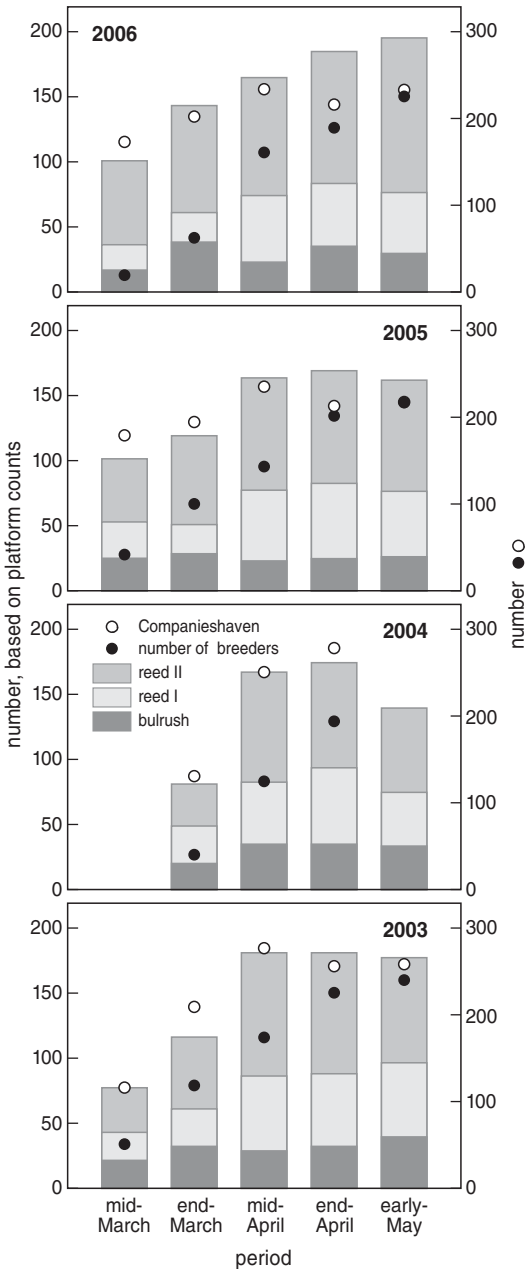 2006
200
150
100
50
0
300
200
100
0
2005
200
150
100
50
0
300
200
100
0
2004
200
150
100
50
0
300
200
100
0
Companieshaven
number of breeders
reed II
reed I
bulrush
2003
200
150
100
50
0
300
200
100
0
mid-
March
end-
March
mid-
April
end-
April
early-
May
period
number, based on platform counts
number